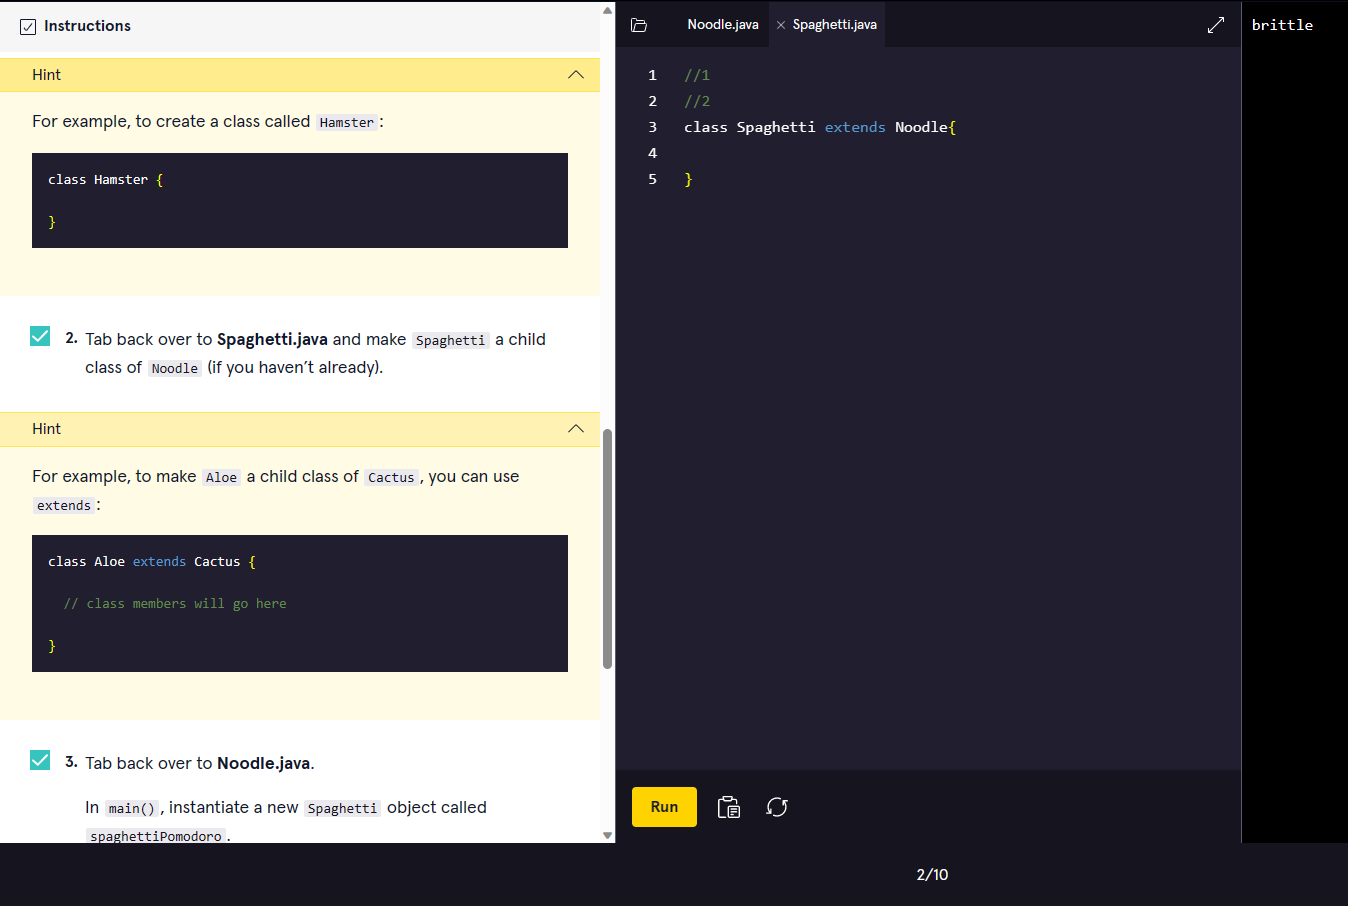 Instructions
Hint
For example, to create a class called Hamster :
class Hamster {
}
2. Tab back over to Spaghetti.java and make Spaghetti a child
class of Noodle (if you haven't already).
Hint
For example, to make Aloe a child class of Cactus , you can use
extends :
class Aloe extends Cactus {
// class members will go here
}
3. Tab back over to Noodle.java.
In main() , instantiate a new Spaghetti object called
spaghettiPomodoro .
Noodle.java
Spaghetti.java
1 //1
2 //2
3 class Spaghetti extends Noodle{
4
5 }
Run
brittle
2/10